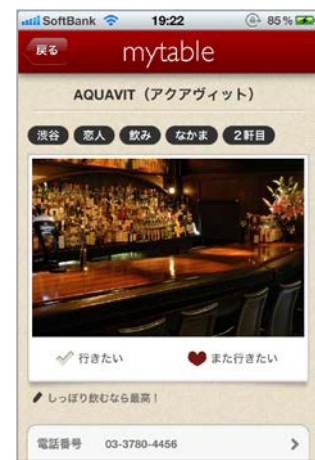 SoftBank 19:22 85%
戻る mytable
AQUAVIT（アクアヴィット）
渋谷 恋人 飲み なかま 2軒目
行きたい また行きたい
しっぽり飲むなら最高！
電話番号 03-3780-4456